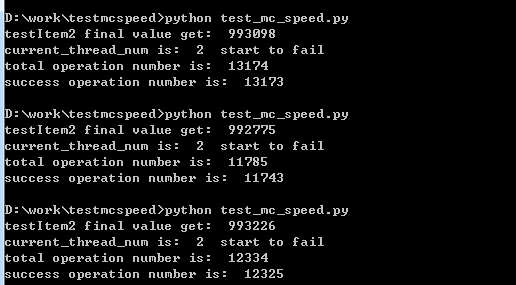 D:\work\testmcspeed>python test_mc_speed.py
testItem2 final value get:  993098
current_thread_num is:  2  start to fail
total operation number is:  13174
success operation number is:  13173
D:\work\testmcspeed>python test_mc_speed.py
testItem2 final value get:  992775
current_thread_num is:  2  start to fail
total operation number is:  11785
success operation number is:  11743
D:\work\testmcspeed>python test_mc_speed.py
testItem2 final value get:  993226
current_thread_num is:  2  start to fail
total operation number is:  12334
success operation number is:  12325